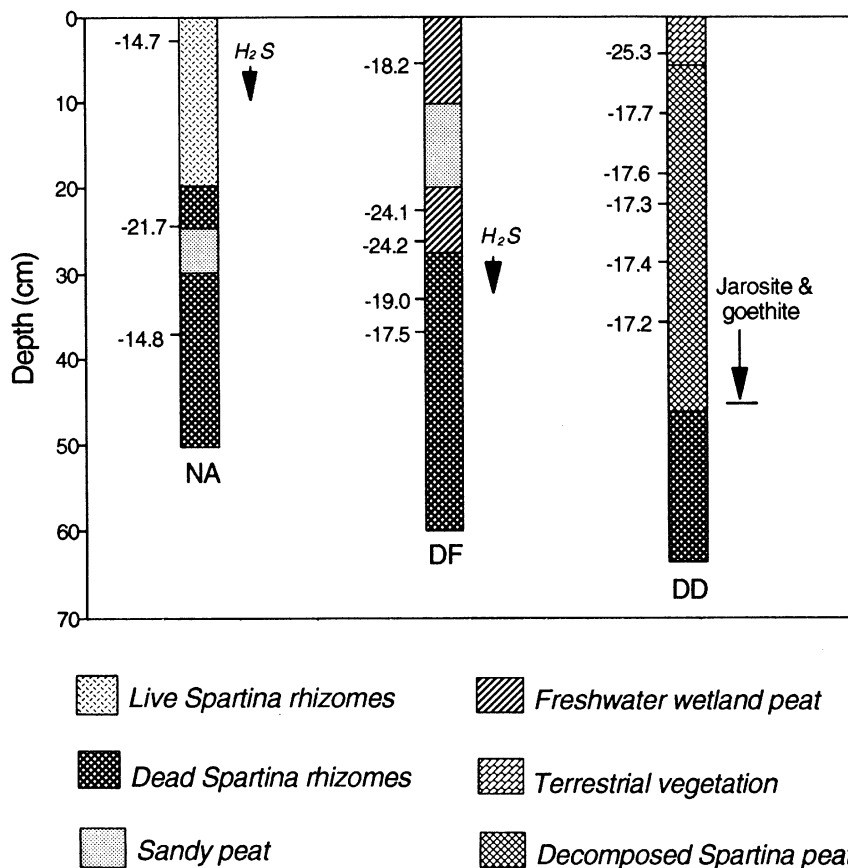 Depth (cm)
0
10
20
30
40
50
60
70
-14.7
-21.7
-14.8
H₂S
NA
-18.2
-24.1
-24.2
-19.0
-17.5
H₂S
DF
-25.3
-17.7
-17.6
-17.3
-17.4
-17.2
Jarosite &
goethite
DD
Live Spartina rhizomes
Freshwater wetland peat
Dead Spartina rhizomes
Terrestrial vegetation
Sandy peat
Decomposed Spartina peat